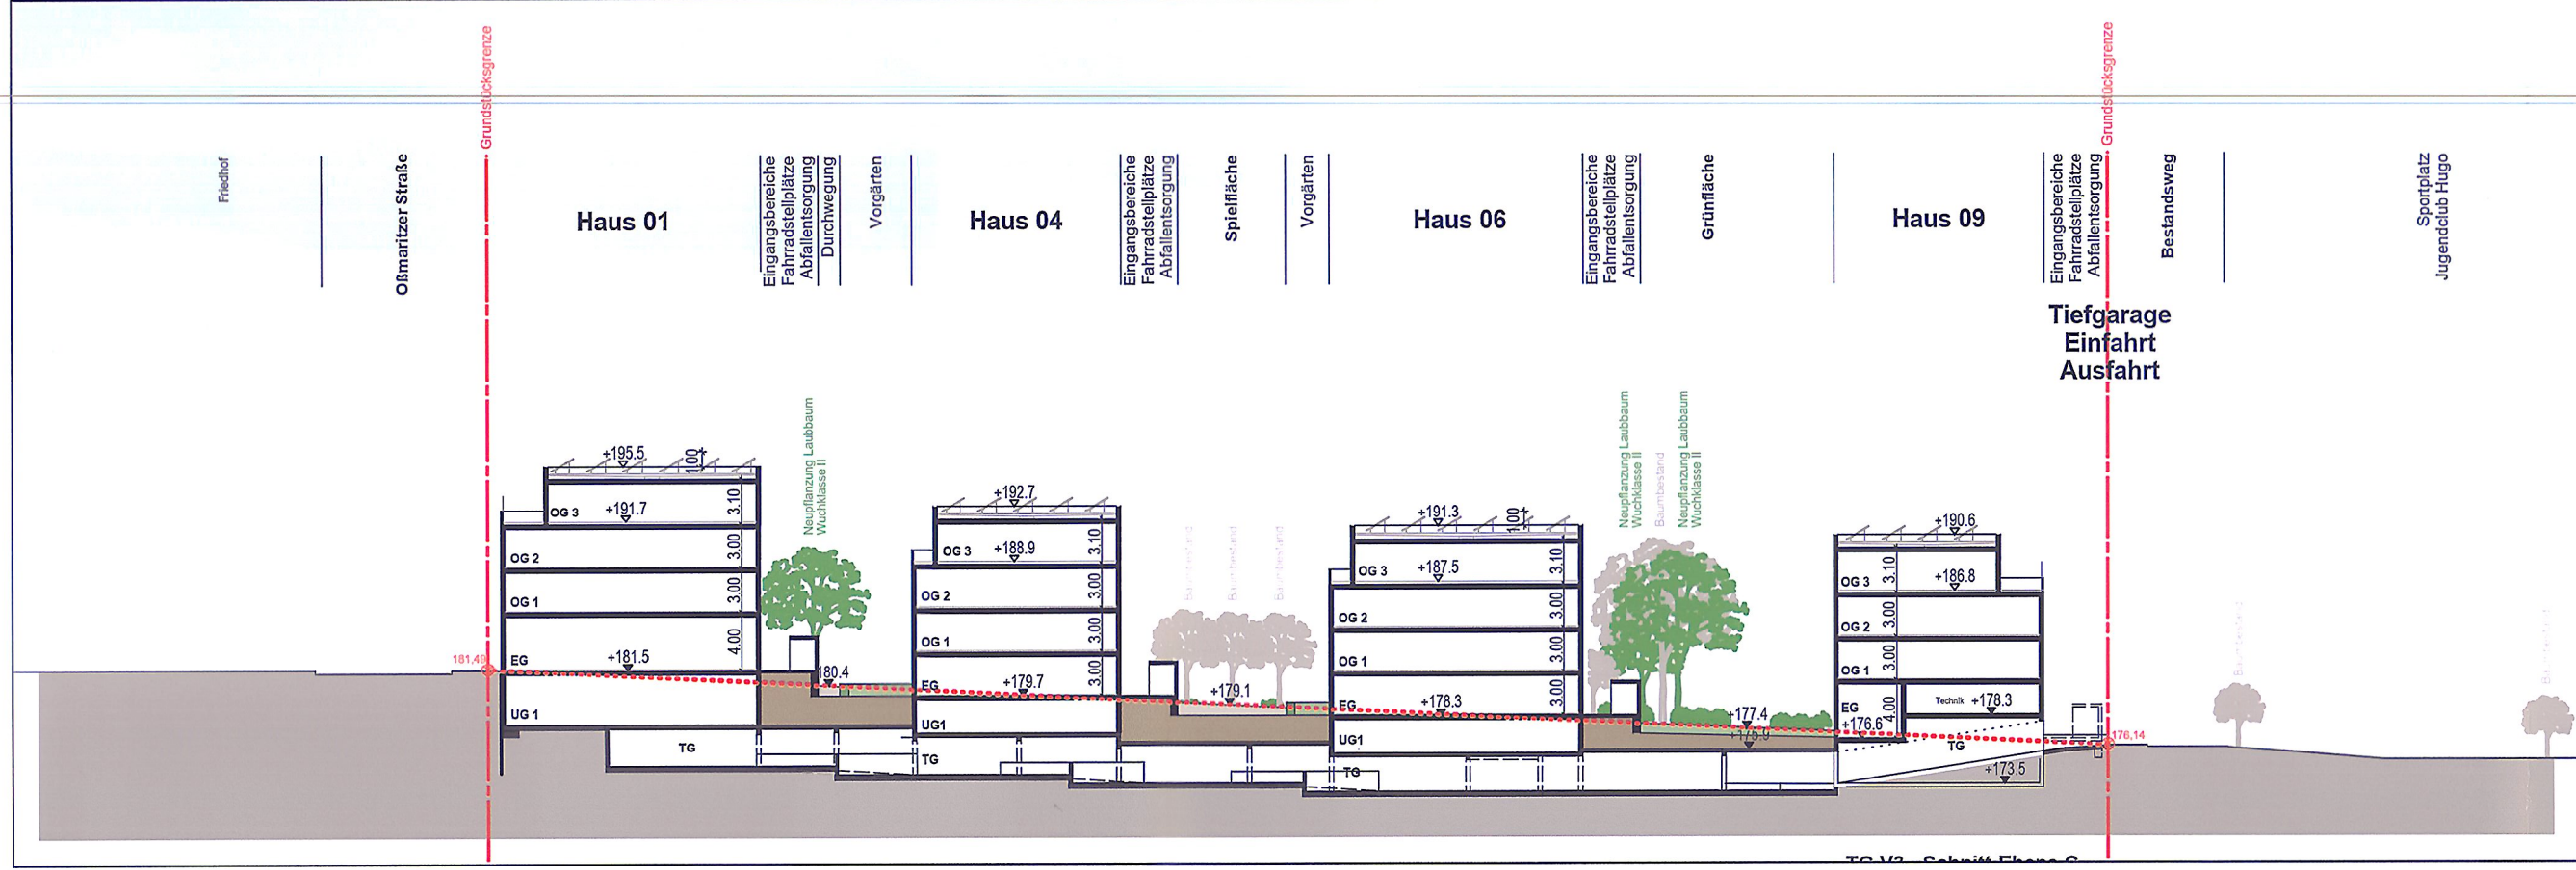 Grundstücksgrenze
Grundstücksgrenze
Friedhof
Oßmaritzer Straße
Haus 01
Eingangsbereiche
Fahrradstellplätze
Abfallentsorgung
Durchwegung
Vorgärten
Haus 04
Eingangsbereiche
Fahrradstellplätze
Abfallentsorgung
Spielfläche
Vorgärten
Haus 06
Eingangsbereiche
Fahrradstellplätze
Abfallentsorgung
Grünfläche
Haus 09
Eingangsbereiche
Fahrradstellplätze
Abfallentsorgung
Bestandsweg
Sportplatz
Jugendclub Hugo
Tiefgarage
Einfahrt
Ausfahrt
181,49
+195.5
1.00
OG 3
+191.7
3.10
OG 2
3.00
OG 1
3.00
EG
+181.5
4.00
UG 1
TG
Neupflanzung Laubbaum
Wuchklasse II
180.4
+192.7
OG 3
+188.9
3.10
OG 2
3.00
OG 1
3.00
EG
+179.7
3.00
UG1
TG
Baumbestand
Baumbestand
Baumbestand
+179.1
+191.3
1.00
OG 3
+187.5
3.10
OG 2
3.00
OG 1
3.00
EG
+178.3
3.00
UG1
TG
Neupflanzung Laubbaum
Wuchklasse II
Baumbestand
Neupflanzung Laubbaum
Wuchklasse II
+177.4
+190.6
OG 3
3.10
+186.8
OG 2
3.00
OG 1
3.00
EG
4.00
+176.6
Technik
+178.3
TG
+173.5
176,14
Baumbestand
Baumbestand